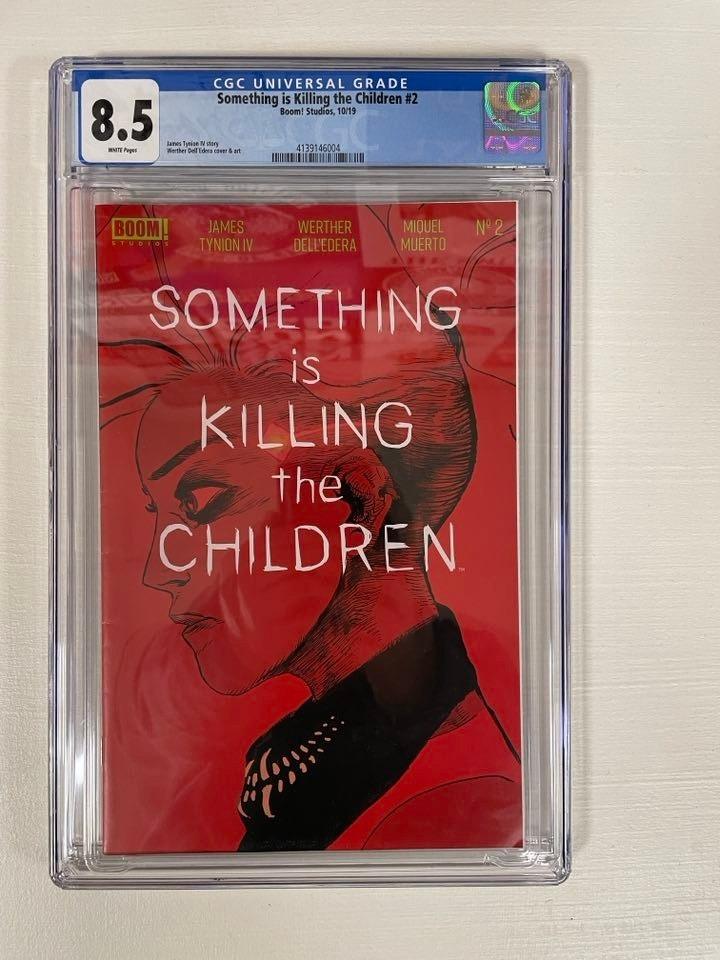 CGC UNIVERSAL GRADE
8.5
WHITE Pages
Something is Killing the Children #2
Boom! Studios, 10/19
James Tynion IV story
Werther Dell'Edera cover & art
4139146004
BOOM!
STUDIOS
JAMES
TYNION IV
WERTHER
DELL'EDERA
MIQUEL
MUERTO
Nº 2
SOMETHING
is
KILLING
the
CHILDREN